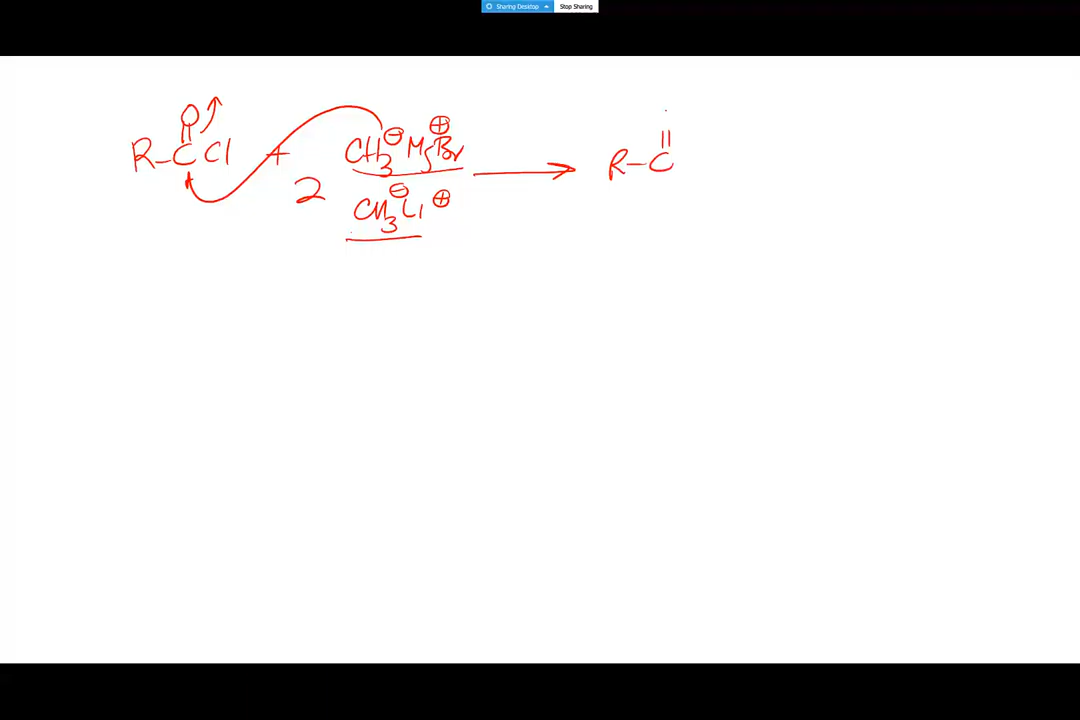 Sharing Desktop Stop Sharing
O
R-C Cl + CH3⊖ MgBr⊕ → R-C
2 CH3⊖ Li⊕